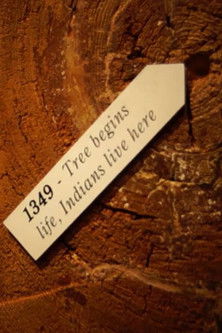 1349 - Tree begins
life, Indians live here